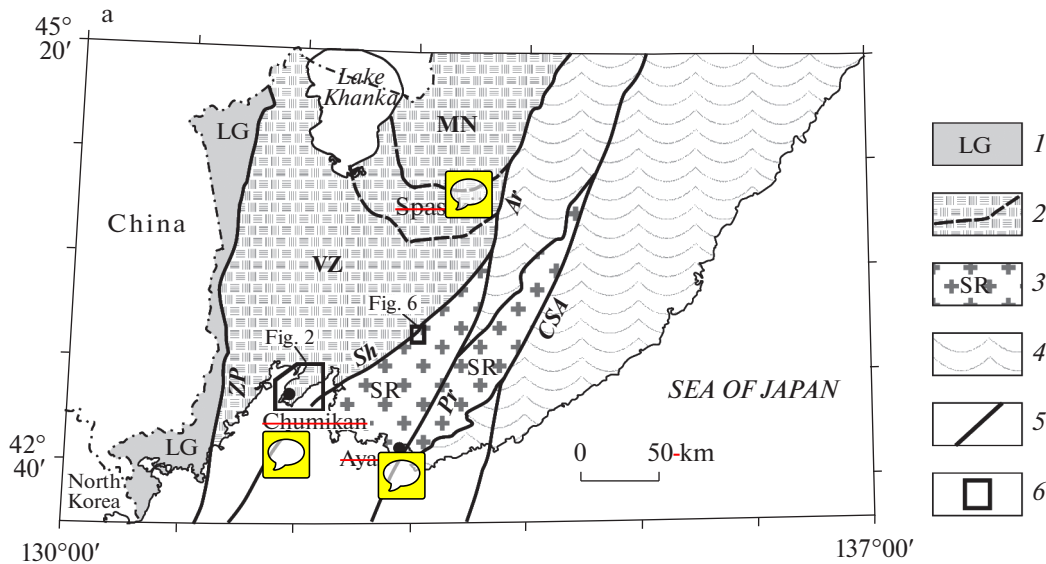 a
45°
20′
Lake
Khanka
MN
LG
Ar
Spas
China
VZ
Fig. 6
Fig. 2
Sh
CSA
SR
SR
ZP
Pr
SEA OF JAPAN
Chumikan
42°
40′
LG
Aya
0 50-km
North
Korea
130°00′
137°00′
LG 1
2
SR 3
4
5
6